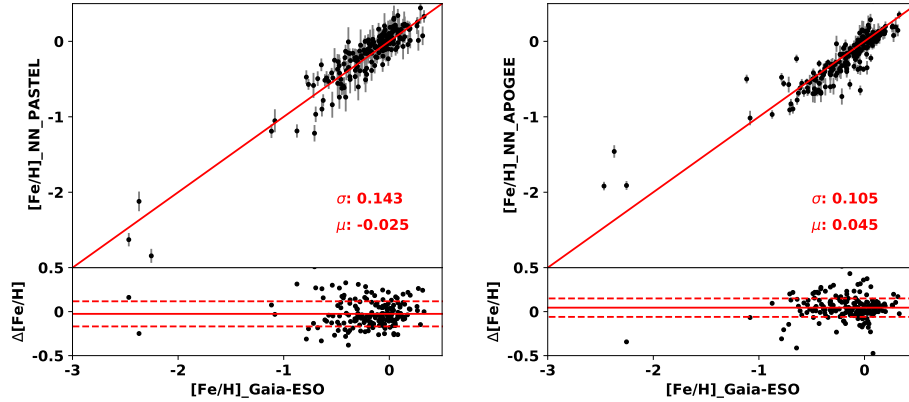 0
-1
-2
[Fe/H]_NN_PASTEL
σ: 0.143
μ: -0.025
0.5
0
-0.5
Δ[Fe/H]
-3 -2 -1 0
[Fe/H]_Gaia-ESO
0
-1
-2
[Fe/H]_NN_APOGEE
σ: 0.105
μ: 0.045
0.5
0
-0.5
Δ[Fe/H]
-3 -2 -1 0
[Fe/H]_Gaia-ESO